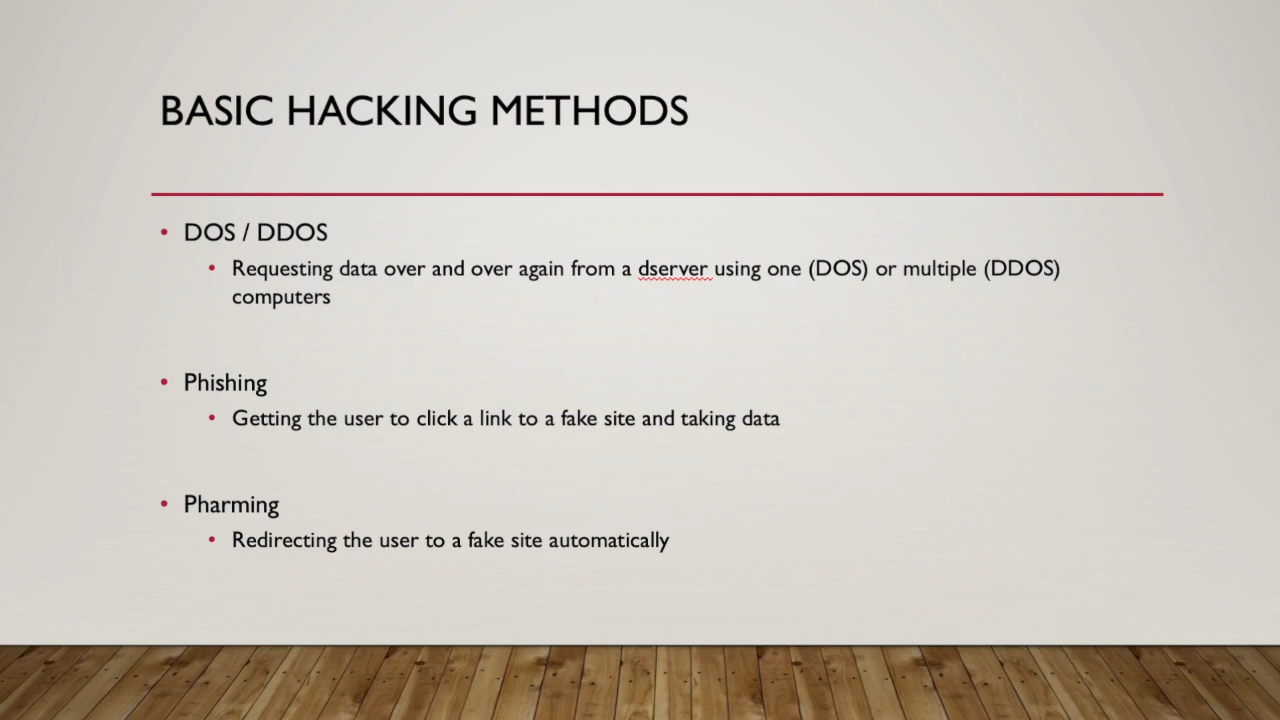 BASIC HACKING METHODS
• DOS / DDOS
• Requesting data over and over again from a dserver using one (DOS) or multiple (DDOS)
computers
• Phishing
• Getting the user to click a link to a fake site and taking data
• Pharming
• Redirecting the user to a fake site automatically